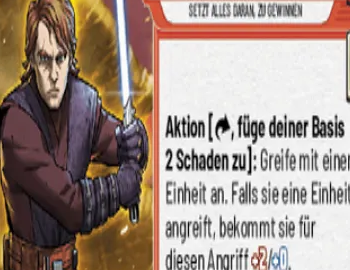 SETZT ALLES DARAN, ZU GEWINNEN
Aktion [, füge deiner Basis
2 Schaden zu]: Greife mit einer
Einheit an. Falls sie eine Einheit
angreift, bekommt sie für
diesen Angriff +2/+0.